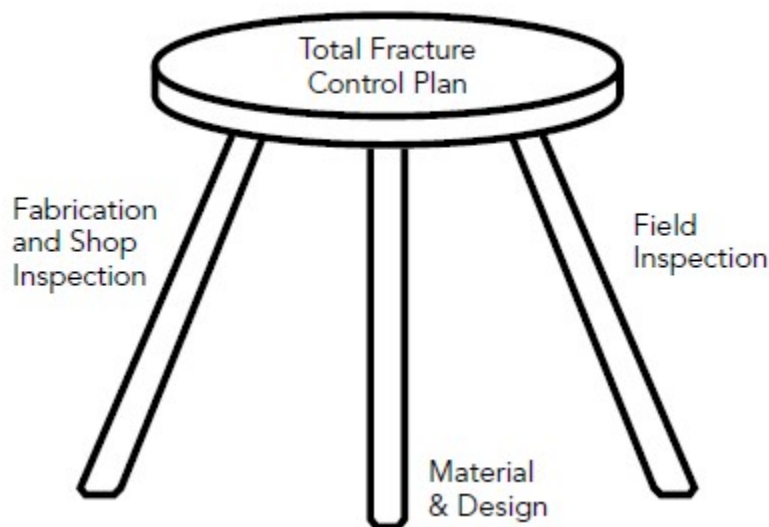 Total Fracture
Control Plan
Fabrication
and Shop
Inspection
Field
Inspection
Material
& Design